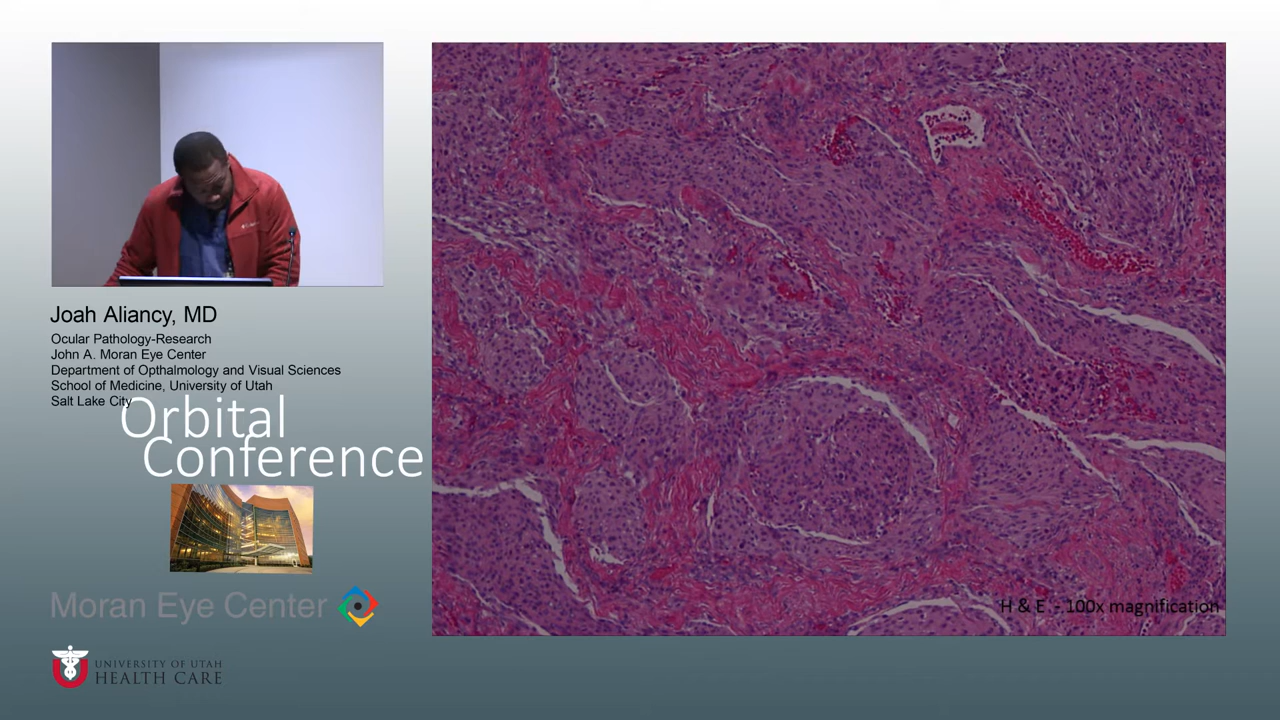 Joah Aliancy, MD
Ocular Pathology-Research
John A. Moran Eye Center
Department of Opthalmology and Visual Sciences
School of Medicine, University of Utah
Salt Lake City
Orbital
Conference
Moran Eye Center
UNIVERSITY OF UTAH
HEALTH CARE
H & E - 100x magnification